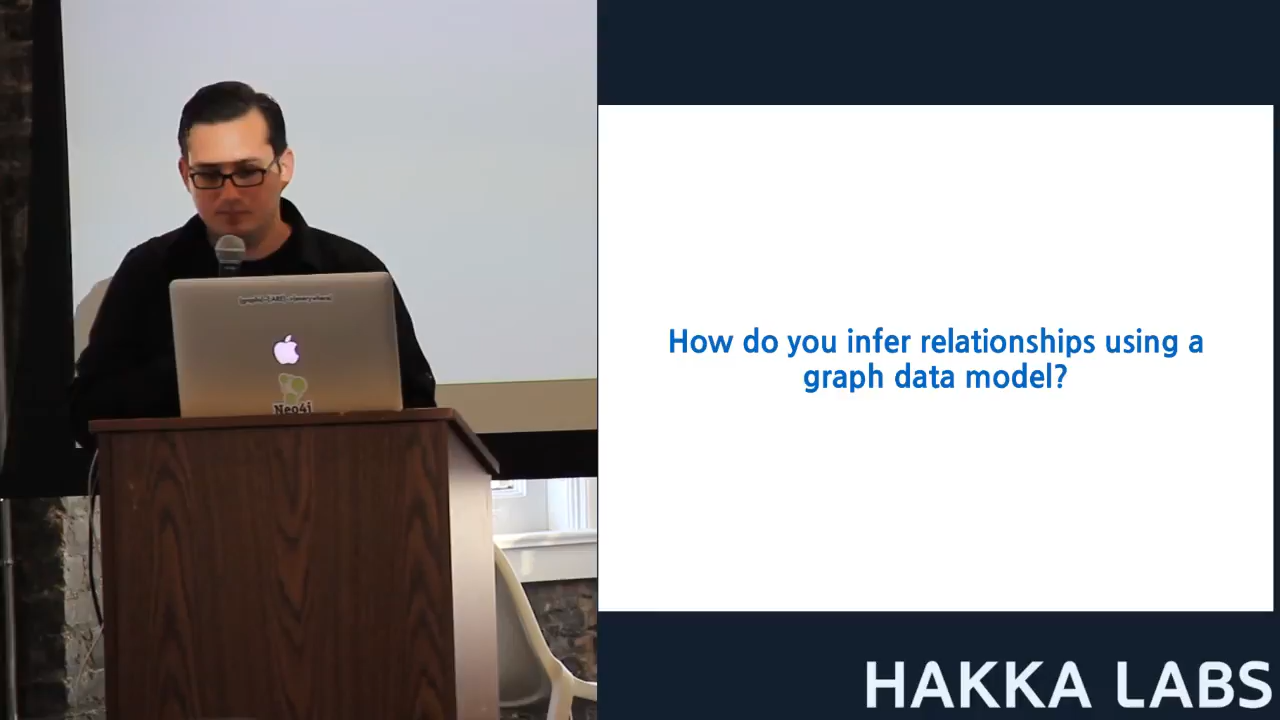 How do you infer relationships using a
graph data model?
Neo4j
HAKKA LABS